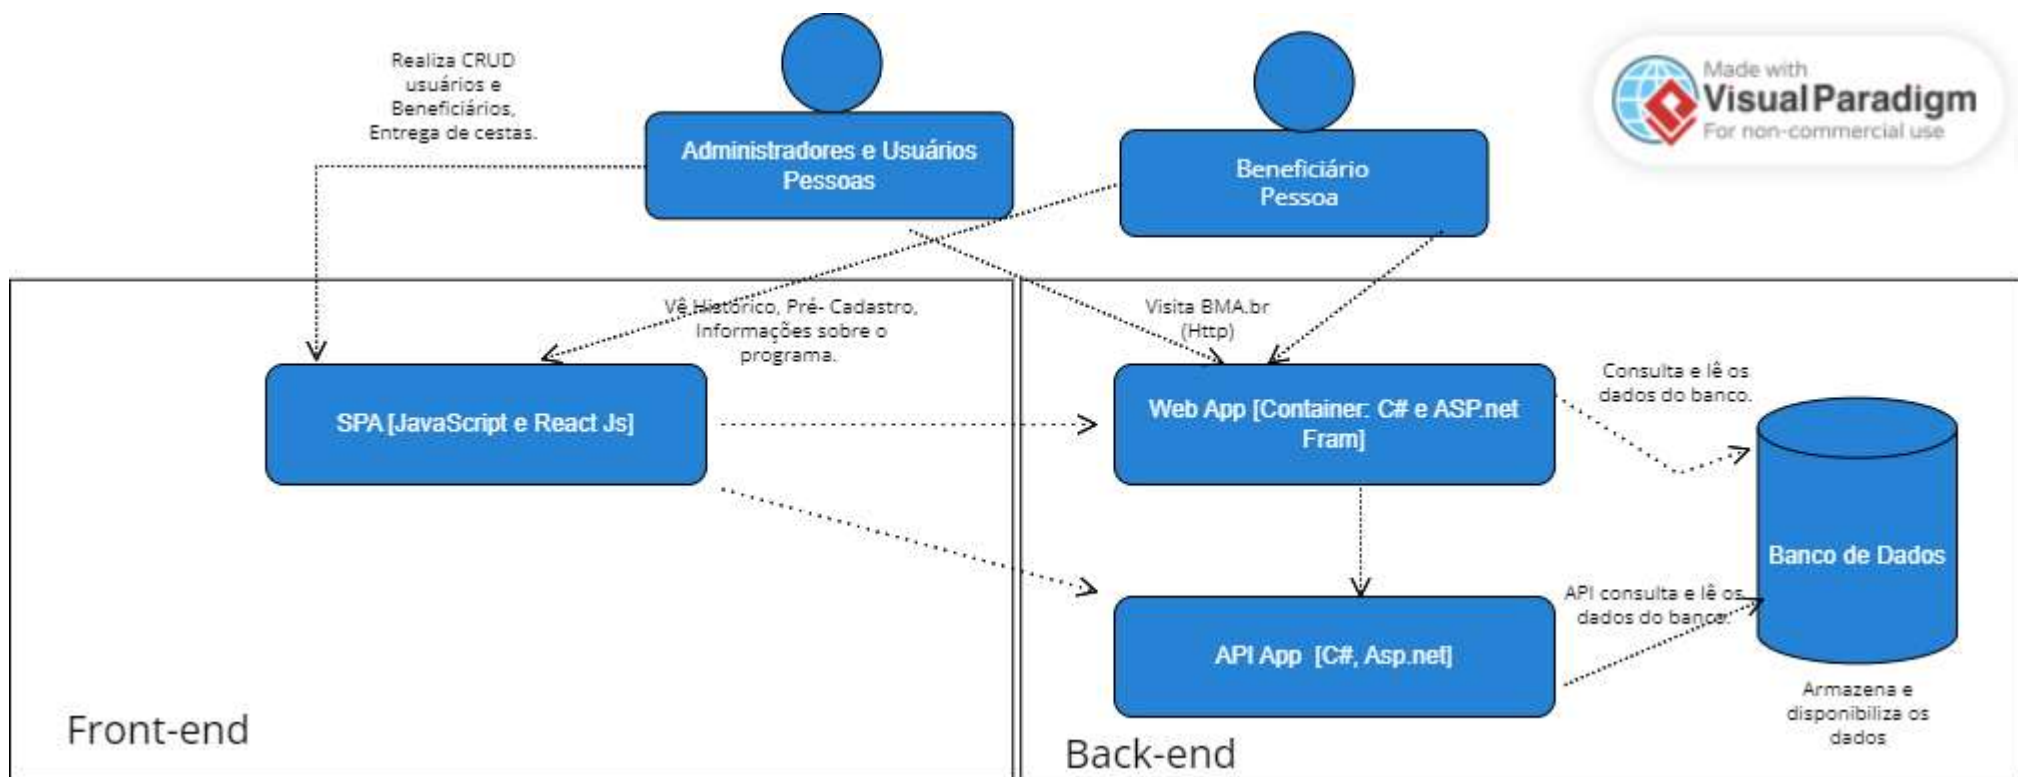 Realiza CRUD
usuários e
Beneficiários,
Entrega de cestas.
Administradores e Usuários
Pessoas
Beneficiário
Pessoa
Made with
Visual Paradigm
For non-commercial use
Vê Histórico, Pré- Cadastro,
Informações sobre o
programa.
Visita BMA.br
(Http)
SPA [JavaScript e React Js]
Web App [Container: C# e ASP.net
Fram]
Consulta e lê os
dados do banco.
Banco de Dados
API consulta e lê os
dados do banco.
API App [C#, Asp.net]
Armazena e
disponibiliza os
dados
Front-end
Back-end